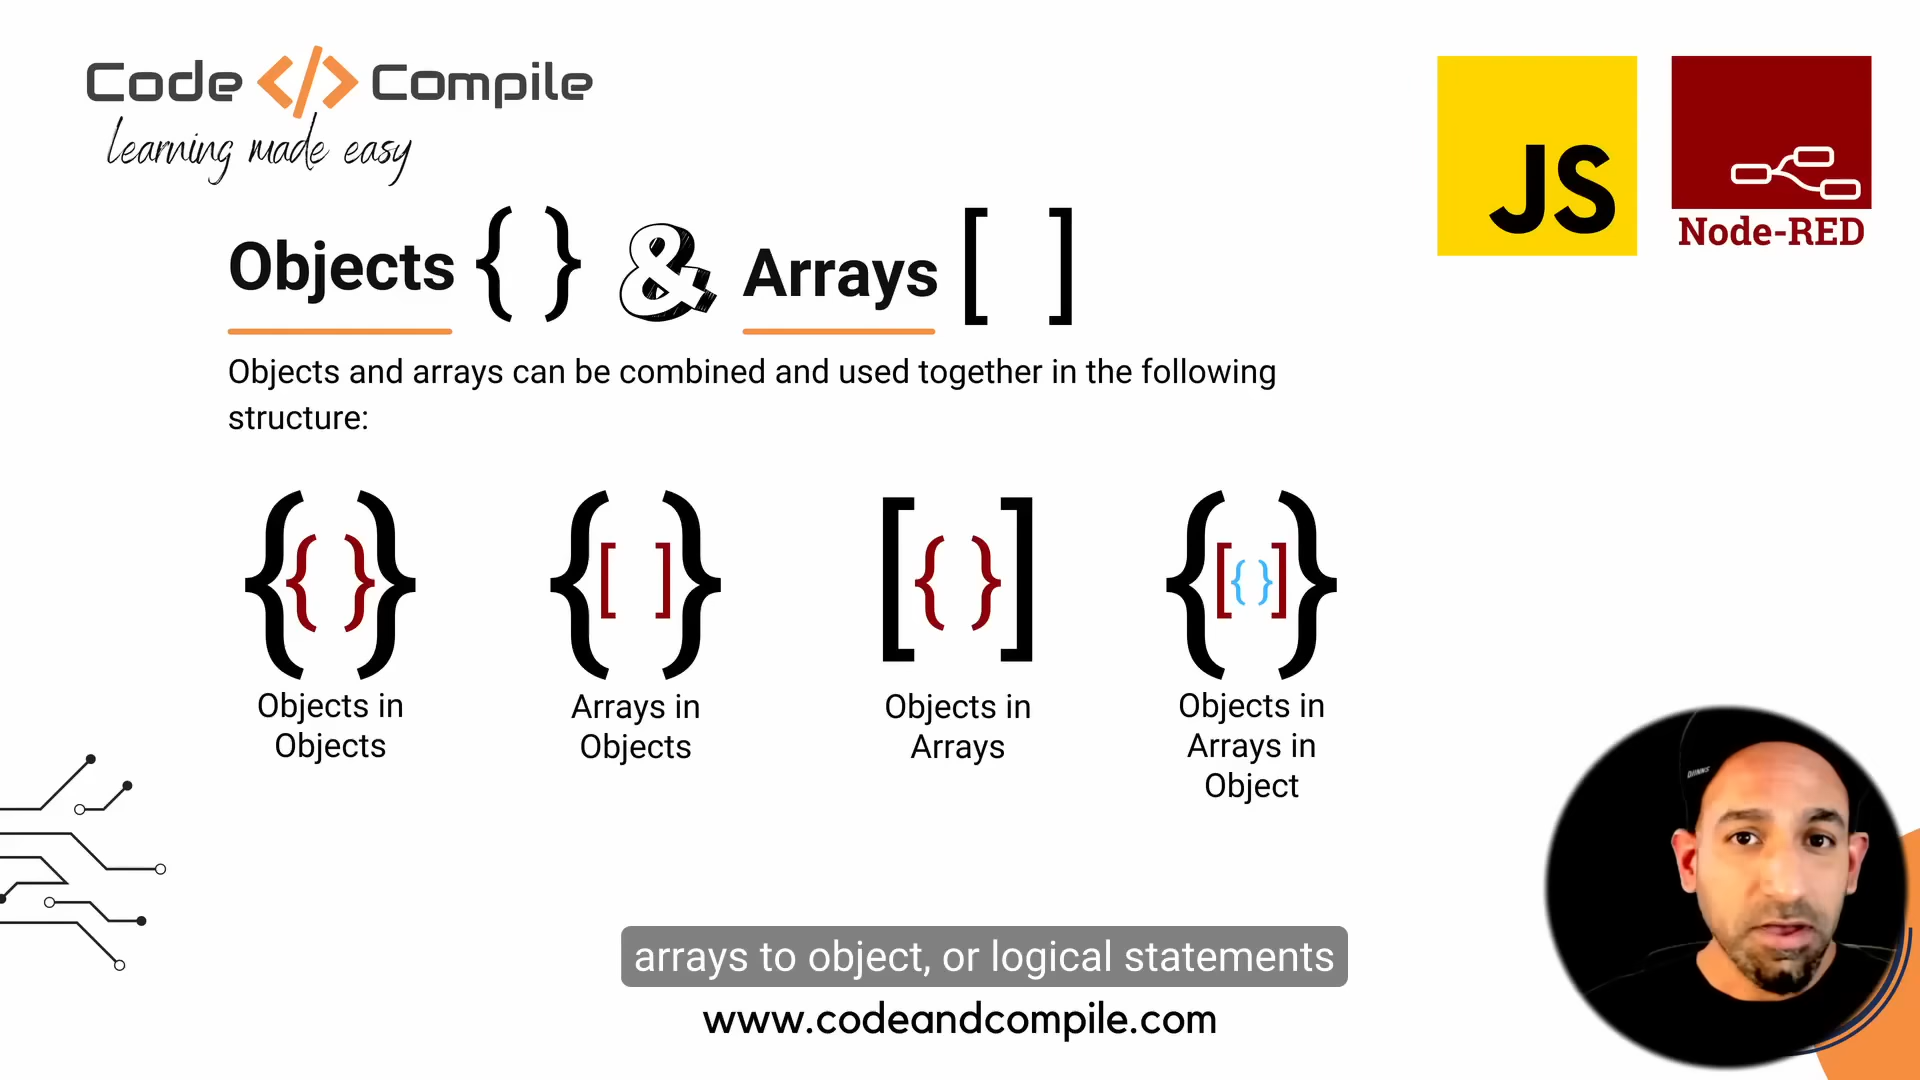 Code </> Compile
learning made easy
JS
Node-RED
Objects { } & Arrays [ ]
Objects and arrays can be combined and used together in the following
structure:
{ { } }
{ [ ] }
[ { } ]
{ [ { } ] }
Objects in
Objects
Arrays in
Objects
Objects in
Arrays
Objects in
Arrays in
Object
DJINNS
arrays to object, or logical statements
www.codeandcompile.com